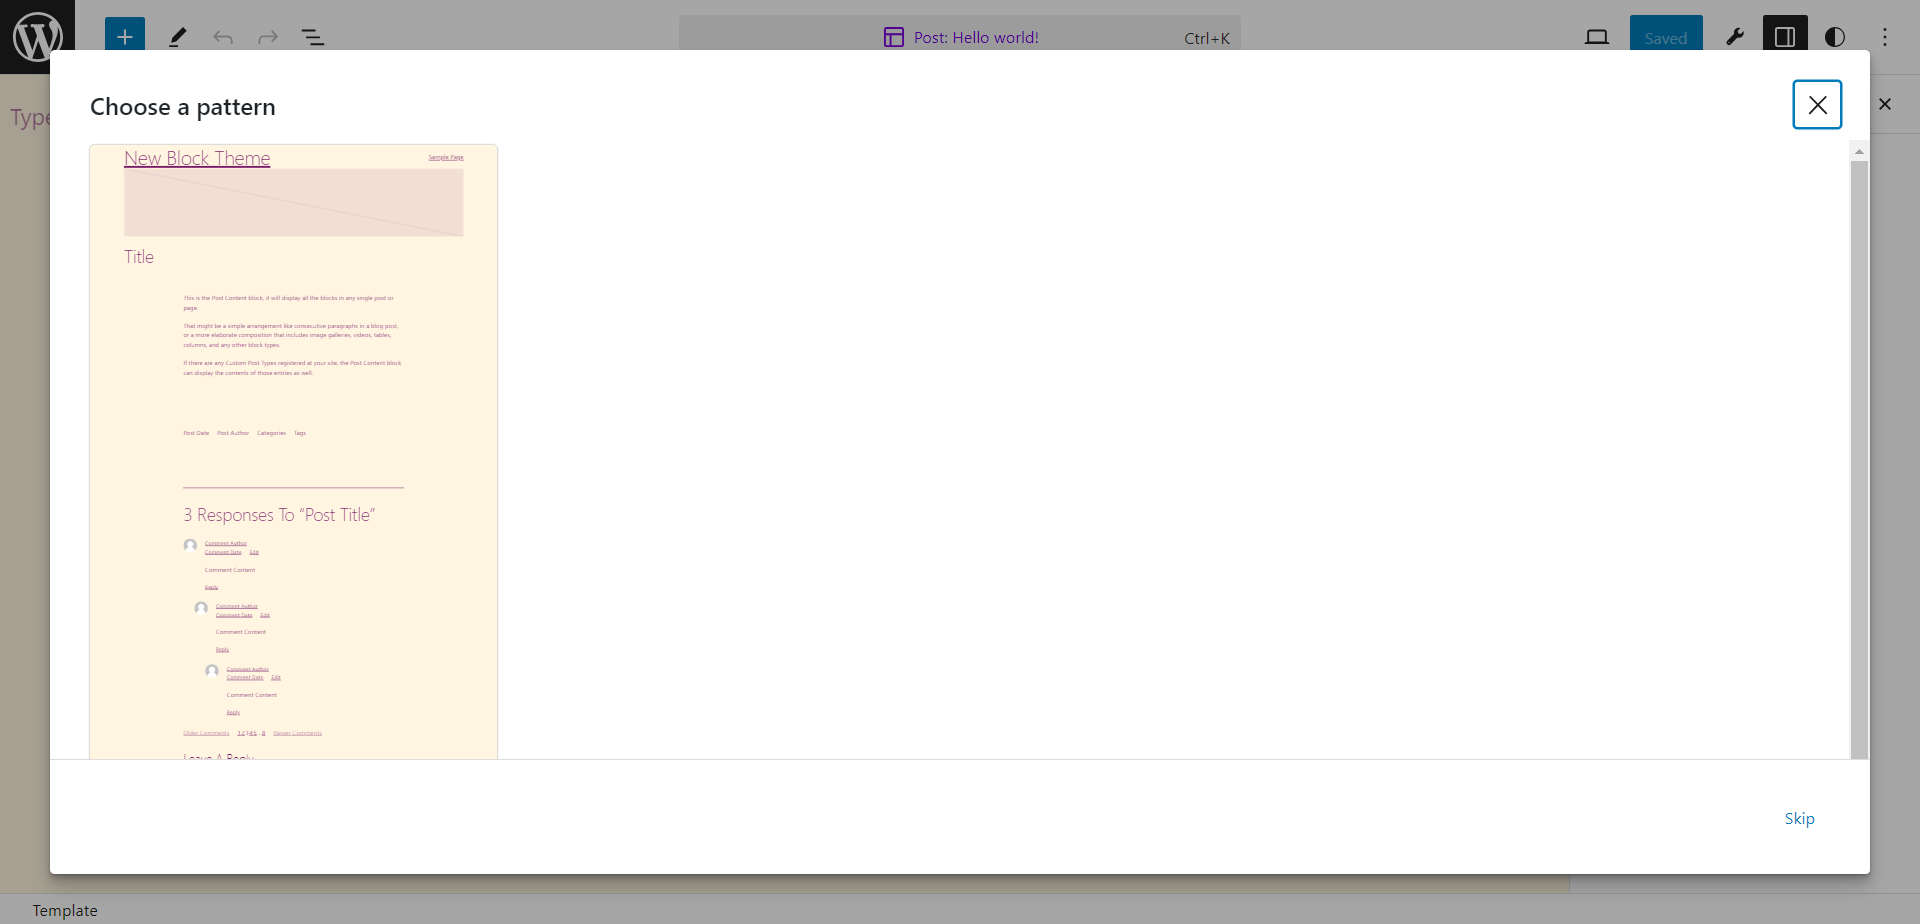 Post: Hello world!
Ctrl+K
Saved
Type
Choose a pattern
New Block Theme
Sample Page
Title
This is the Post Content block, it will display all the blocks in any single post or
page.
That might be a simple arrangement like consecutive paragraphs in a blog post,
or a more elaborate composition that includes image galleries, videos, tables,
columns, and any other block types.
If there are any Custom Post Types registered at your site, the Post Content block
can display the contents of those entries as well.
Post Date Post Author Categories Tags
3 Responses To “Post Title”
Comment Author
Comment Date Edit
Comment Content
Reply
Comment Author
Comment Date Edit
Comment Content
Reply
Comment Author
Comment Date Edit
Comment Content
Reply
Older Comments 1 2 3 4 5 ... 8 Newer Comments
Leave A Reply
Skip
Template